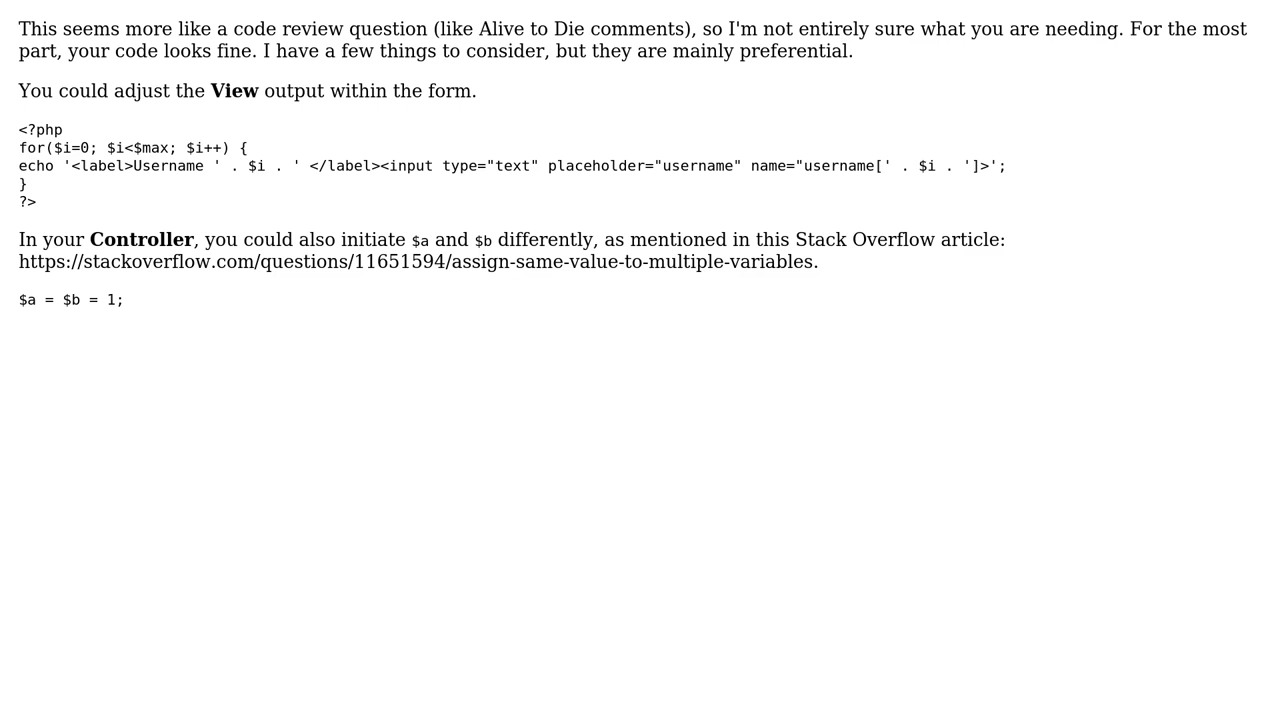 This seems more like a code review question (like Alive to Die comments), so I'm not entirely sure what you are needing. For the most
part, your code looks fine. I have a few things to consider, but they are mainly preferential.
You could adjust the View output within the form.
<?php
for($i=0; $i<$max; $i++) {
echo '<label>Username ' . $i . ' </label><input type="text" placeholder="username" name="username[' . $i . ']>';
}
?>
In your Controller, you could also initiate $a and $b differently, as mentioned in this Stack Overflow article:
https://stackoverflow.com/questions/11651594/assign-same-value-to-multiple-variables.
$a = $b = 1;